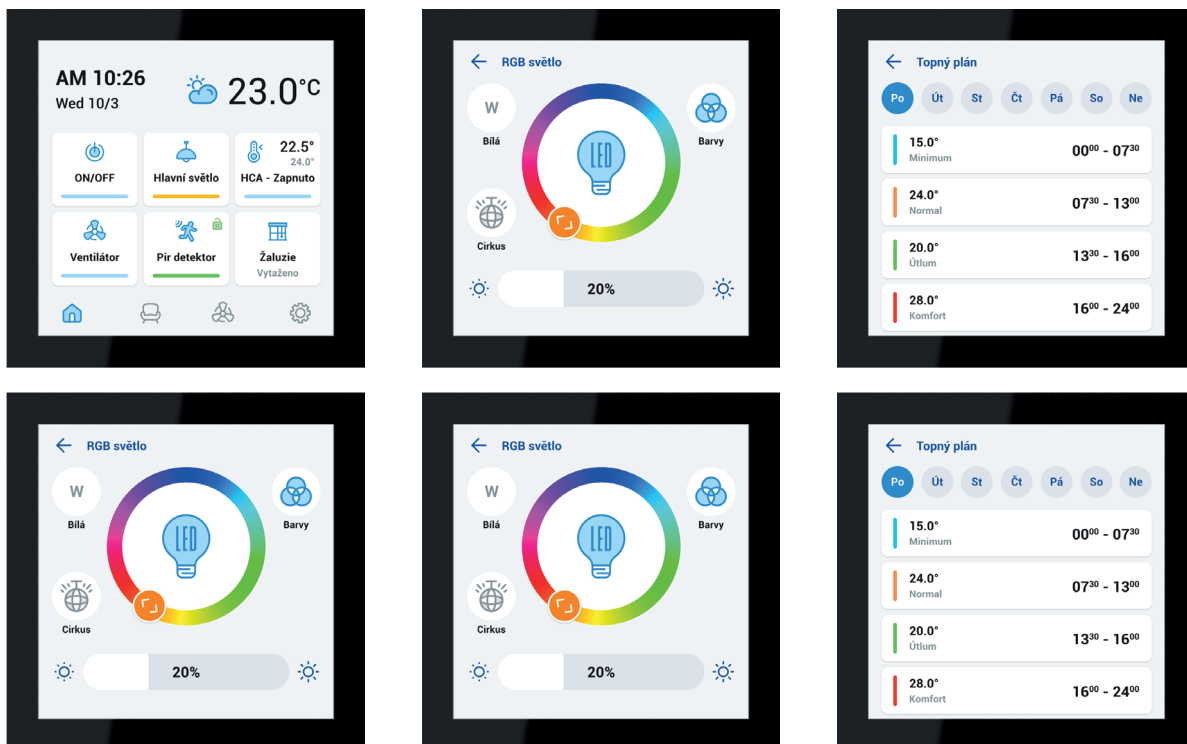 AM 10:26
Wed 10/3
23.0°C
ON/OFF
Hlavní světlo
22.5°
24.0°
HCA - Zapnuto
Ventilátor
Pir detektor
Žaluzie
Vytaženo
RGB světlo
W
Bílá
Barvy
LED
Cirkus
20%
Topný plán
Po Út St Čt Pá So Ne
15.0°
Minimum
00⁰⁰ - 07³⁰
24.0°
Normal
07³⁰ - 13⁰⁰
20.0°
Útlum
13³⁰ - 16⁰⁰
28.0°
Komfort
16⁰⁰ - 24⁰⁰
RGB světlo
W
Bílá
Barvy
LED
Cirkus
20%
RGB světlo
W
Bílá
Barvy
LED
Cirkus
20%
Topný plán
Po Út St Čt Pá So Ne
15.0°
Minimum
00⁰⁰ - 07³⁰
24.0°
Normal
07³⁰ - 13⁰⁰
20.0°
Útlum
13³⁰ - 16⁰⁰
28.0°
Komfort
16⁰⁰ - 24⁰⁰